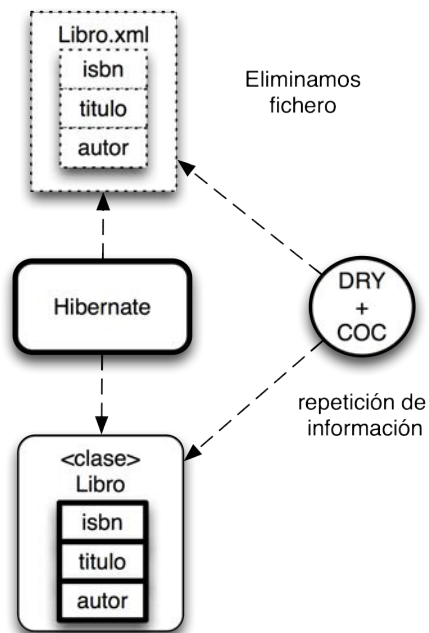 Libro.xml
isbn
titulo
autor
Eliminamos
fichero
Hibernate
DRY
+
COC
repetición de
información
<clase>
Libro
isbn
titulo
autor